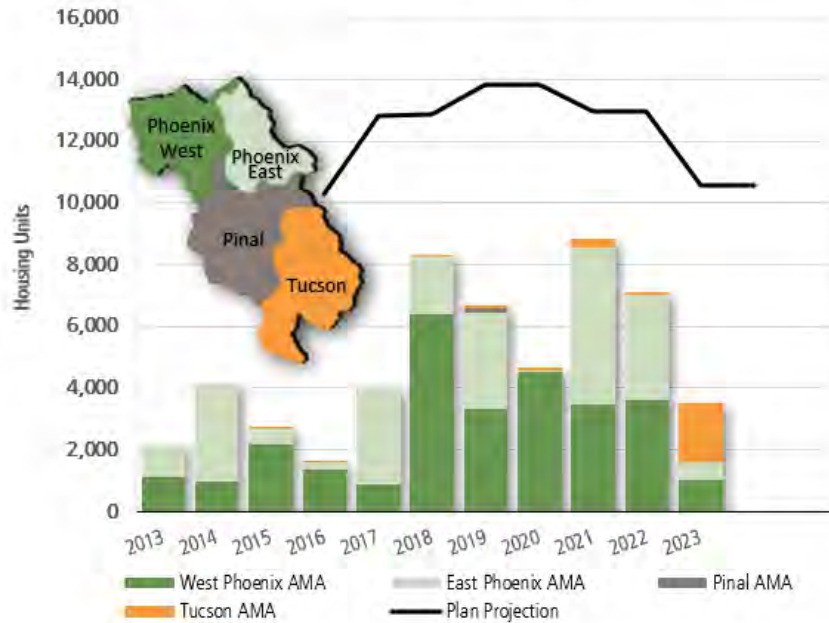 16,000
14,000
12,000
10,000
8,000
6,000
4,000
2,000
0
Housing Units
Phoenix
West
Phoenix
East
Pinal
Tucson
2013 2014 2015 2016 2017 2018 2019 2020 2021 2022 2023
West Phoenix AMA East Phoenix AMA Pinal AMA
Tucson AMA Plan Projection